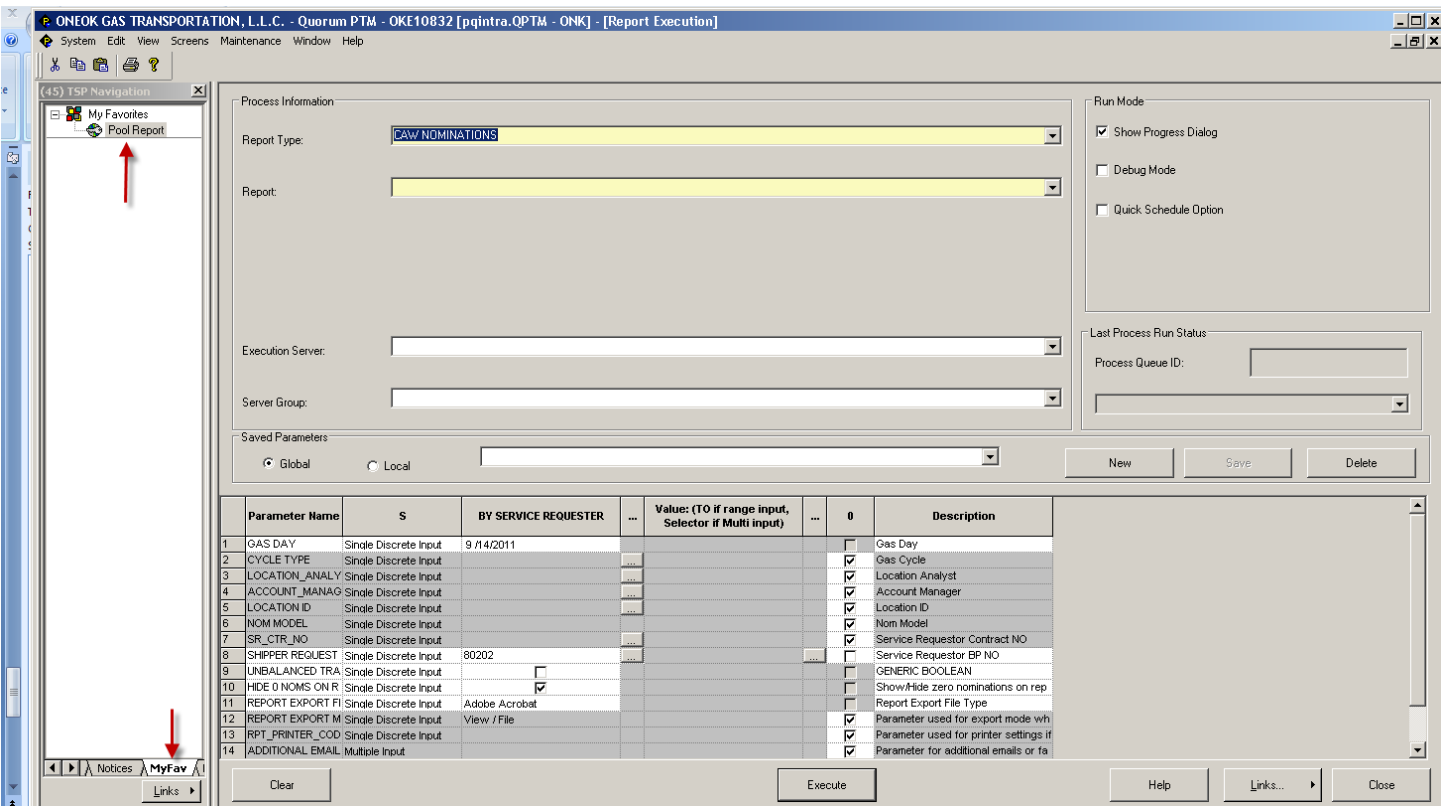 ONEOK GAS TRANSPORTATION, L.L.C. - Quorum PTM - OKE10832 [pqintra.QPTM - ONK] - [Report Execution]
System Edit View Screens Maintenance Window Help
(45) TSP Navigation
My Favorites
Pool Report
Notices MyFav
Links
Process Information
Report Type: CAW NOMINATIONS
Report:
Execution Server:
Server Group:
Run Mode
Show Progress Dialog
Debug Mode
Quick Schedule Option
Last Process Run Status
Process Queue ID:
Saved Parameters
Global Local
New Save Delete
Parameter Name S BY SERVICE REQUESTER ... Value: (TO if range input, Selector if Multi input) ... 0 Description
1 GAS DAY Single Discrete Input 9 /14/2011 Gas Day
2 CYCLE TYPE Single Discrete Input ... Gas Cycle
3 LOCATION_ANALY Single Discrete Input ... Location Analyst
4 ACCOUNT_MANAG Single Discrete Input ... Account Manager
5 LOCATION ID Single Discrete Input ... Location ID
6 NOM MODEL Single Discrete Input Nom Model
7 SR_CTR_NO Single Discrete Input ... Service Requestor Contract NO
8 SHIPPER REQUEST Single Discrete Input 80202 ... ... Service Requestor BP NO
9 UNBALANCED TRA Single Discrete Input GENERIC BOOLEAN
10 HIDE 0 NOMS ON R Single Discrete Input Show/Hide zero nominations on rep
11 REPORT EXPORT FI Single Discrete Input Adobe Acrobat Report Export File Type
12 REPORT EXPORT M Single Discrete Input View / File Parameter used for export mode wh
13 RPT_PRINTER_COD Single Discrete Input Parameter used for printer settings if
14 ADDITIONAL EMAIL Multiple Input Parameter for additional emails or fa
Clear Execute Help Links... Close